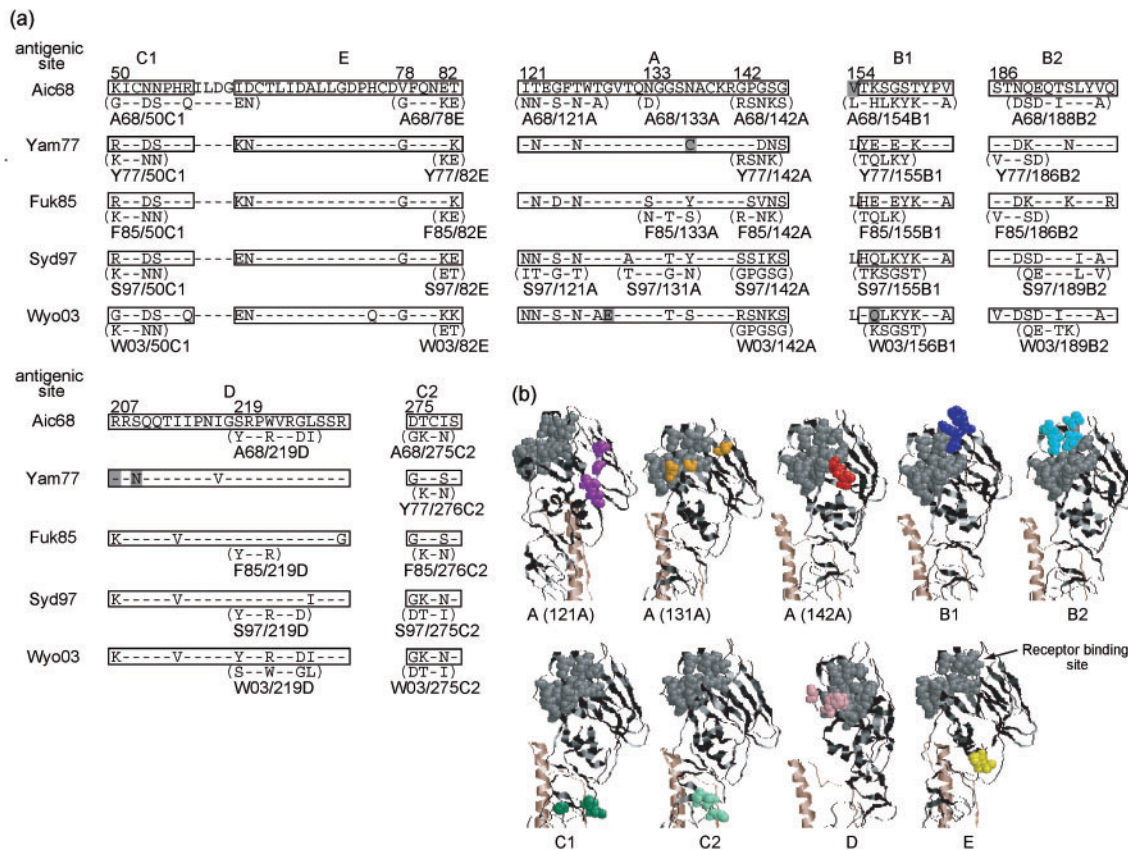 (a)
antigenic site C1 E A B1 B2
50 78 82 121 133 142 154 186
Aic68 KICNNPHRILDGIDCTLIDALLGDPHCDVFQNET ITEGFTWTGVTQNGGSNACKRGPGSG VTKSGSTYPV STNQEQTSLYVQ
(G--DS--Q EN) (G---KE) (NN-S-N-A) (D) (RSNKS) (L-HLKYK--A) (DSD-I--A)
A68/50C1 A68/78E A68/121A A68/133A A68/142A A68/154B1 A68/188B2
Yam77 R--DS------- KN--------------G---K- -N---N---------C-----DNS LYE-E-K--- --DK---N----
(K--NN) (KE) (RSNK) (TQLKY) (V--SD)
Y77/50C1 Y77/82E Y77/142A Y77/155B1 Y77/186B2
Fuk85 R--DS------- KN--------------G---K -N-D-N------S---Y-----SVNS LHE-EYK--A --DK----K---R
(K--NN) (KE) (N-T-S) (R-NK) (TQLK) (V--SD)
F85/50C1 F85/82E F85/133A F85/142A F85/155B1 F85/186B2
Syd97 R--DS------- EN--------------G---KE NN-S-N----A--T-Y-----SSIKS LHQLKYK--A --DSD---I-A-
(K--NN) (ET) (IT-G-T) (T---G-N) (GPGSG) (TKSGST) (QE---L-V)
S97/50C1 S97/82E S97/121A S97/131A S97/142A S97/155B1 S97/189B2
Wyo03 G--DS--Q---- EN----------Q--G---KK NN-S-N-AE----T-S-----RSNKS L-QLKYK--A V-DSD--I-A-
(K--NN) (ET) (GPGSG) (KSGST) (QE-TK)
W03/50C1 W03/82E W03/142A W03/156B1 W03/189B2
antigenic site D C2
207 219 275
Aic68 RRSQQTIIPNIGSRPWVRGLSSR DTCIS
(Y--R--DI) (GK-N)
A68/219D A68/275C2
Yam77 --N-------V------------ G--S-
(K-N)
Y77/276C2
Fuk85 K-----V---------------G G--S-
(Y--R) (K-N)
F85/219D F85/276C2
Syd97 K-----V------------I--- GK-N-
(Y--R--D) (DT-I)
S97/219D S97/275C2
Wyo03 K-----V-----Y--R--DI--- GK-N-
(S--W--GL) (DT-I)
W03/219D W03/275C2
(b)
A (121A) A (131A) A (142A) B1 B2
Receptor binding site
C1 C2 D E